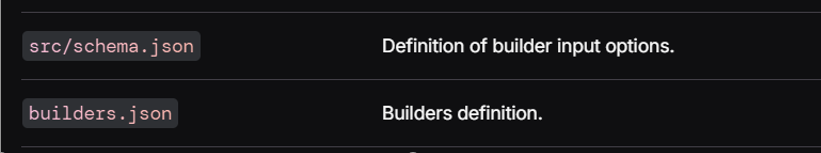 src/schema.json Definition of builder input options.
builders.json Builders definition.